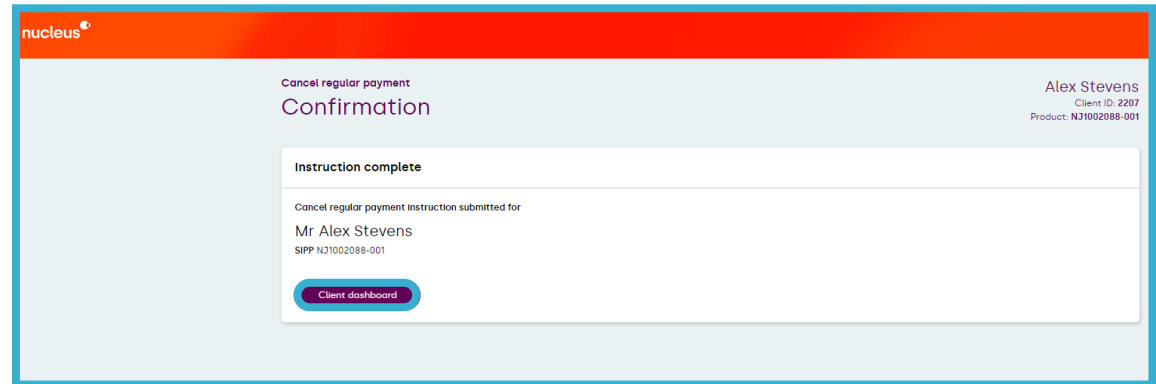 nucleus
Cancel regular payment
Confirmation
Alex Stevens
Client ID: 2207
Product: NJ1002088-001
Instruction complete
Cancel regular payment instruction submitted for
Mr Alex Stevens
SIPP NJ1002088-001
Client dashboard